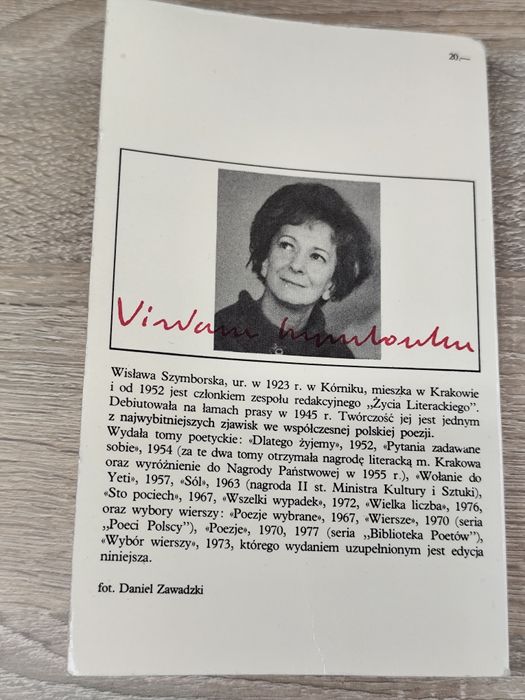 20.—
Wisława Szymborska
Wisława Szymborska, ur. w 1923 r. w Kórniku, mieszka w Krakowie
i od 1952 jest członkiem zespołu redakcyjnego „Życia Literackiego”.
Debiutowała na łamach prasy w 1945 r. Twórczość jej jest jednym
z najwybitniejszych zjawisk we współczesnej polskiej poezji.
Wydała tomy poetyckie: «Dlatego żyjemy», 1952, «Pytania zadawane
sobie», 1954 (za te dwa tomy otrzymała nagrodę literacką m. Krakowa
oraz wyróżnienie do Nagrody Państwowej w 1955 r.), «Wołanie do
Yeti», 1957, «Sól», 1963 (nagroda II st. Ministra Kultury i Sztuki),
«Sto pociech», 1967, «Wszelki wypadek», 1972, «Wielka liczba», 1976,
oraz wybory wierszy: «Poezje wybrane», 1967, «Wiersze», 1970 (seria
„Poeci Polscy”), «Poezje», 1970, 1977 (seria „Biblioteka Poetów”),
«Wybór wierszy», 1973, którego wydaniem uzupełnionym jest edycja
niniejsza.
fot. Daniel Zawadzki